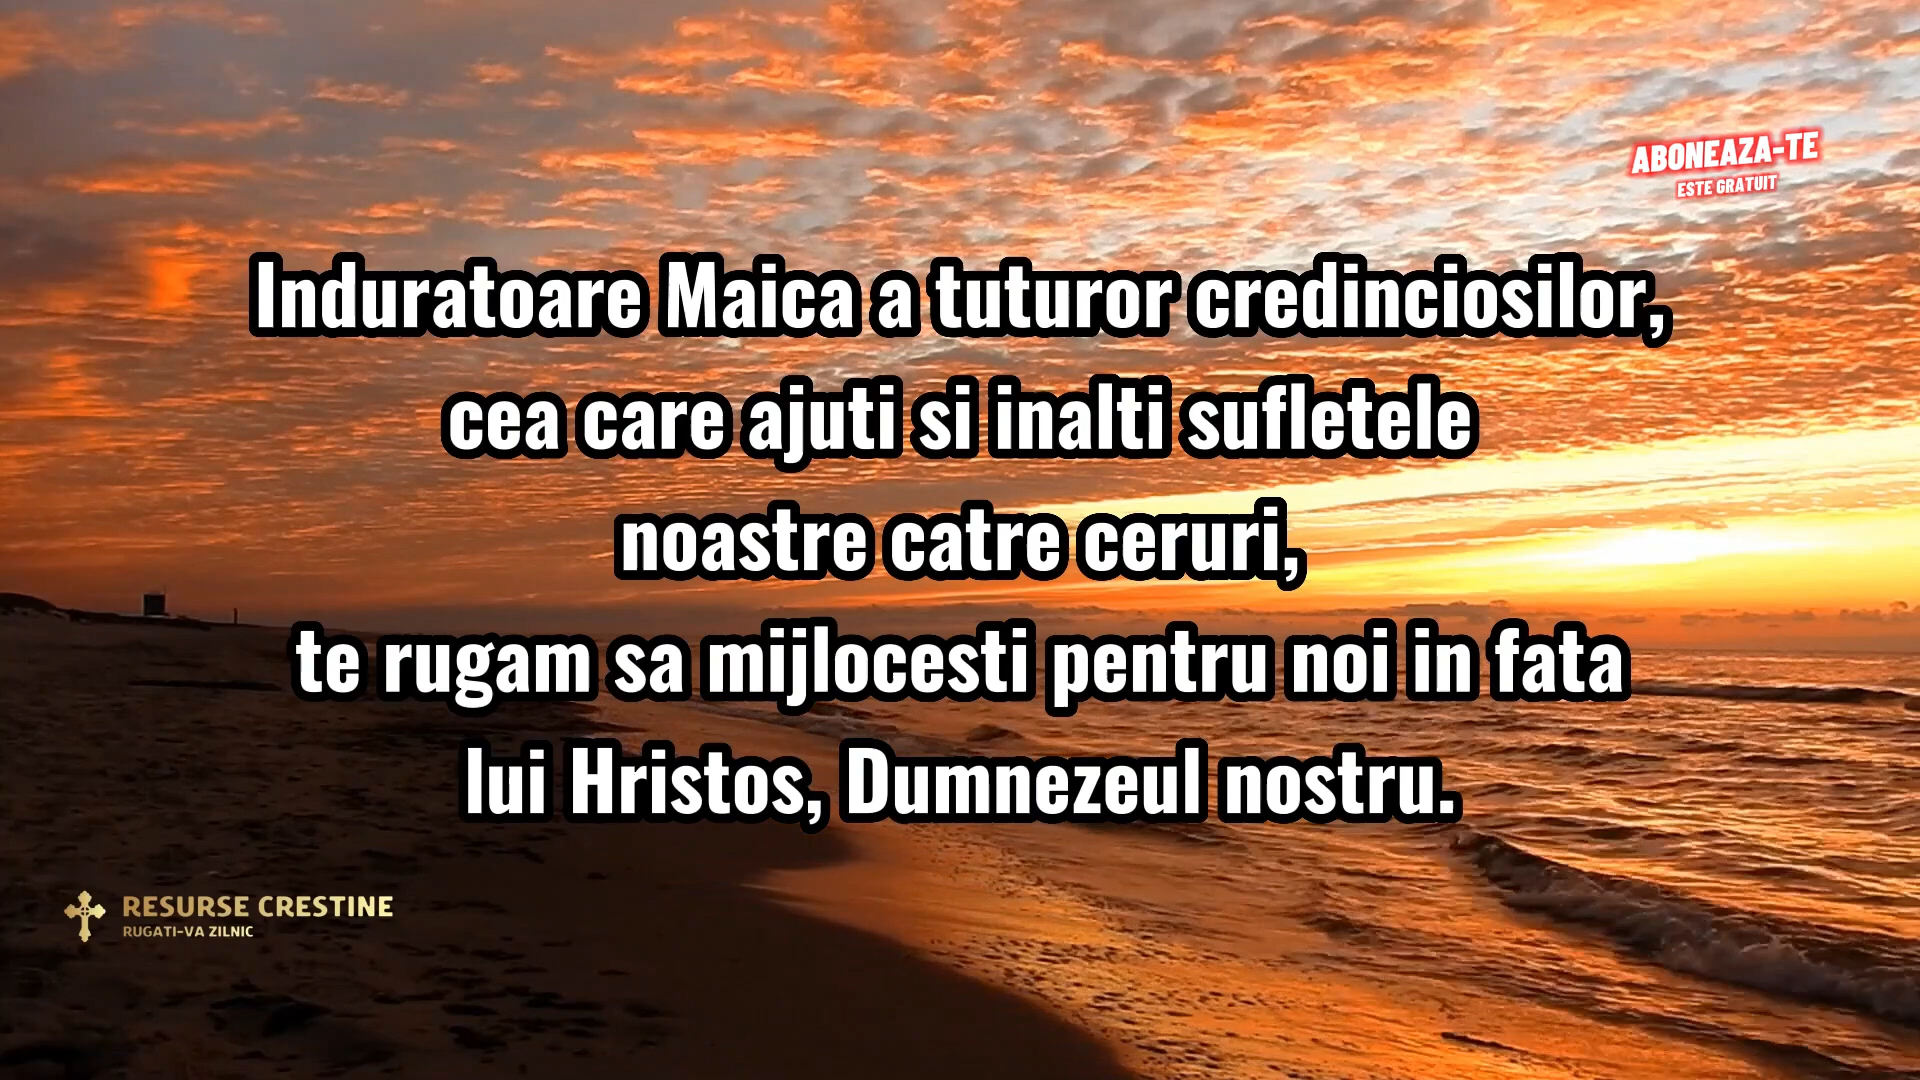 ABONEAZA-TE
ESTE GRATUIT
Induratoare Maica a tuturor credinciosilor,
cea care ajuti si inalti sufletele
noastre catre ceruri,
te rugam sa mijlocesti pentru noi in fata
lui Hristos, Dumnezeul nostru.
RESURSE CRESTINE
RUGATI-VA ZILNIC